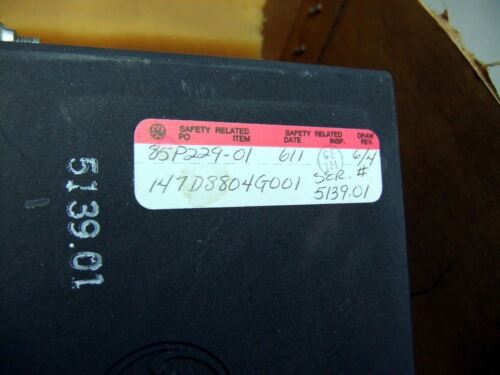 SAFETY RELATED SAFETY RELATED DRAW
PO ITEM DATE INSP. REV.
85P229-01 611 6/4
147D8804G001 SER. #
5139.01
5139.01